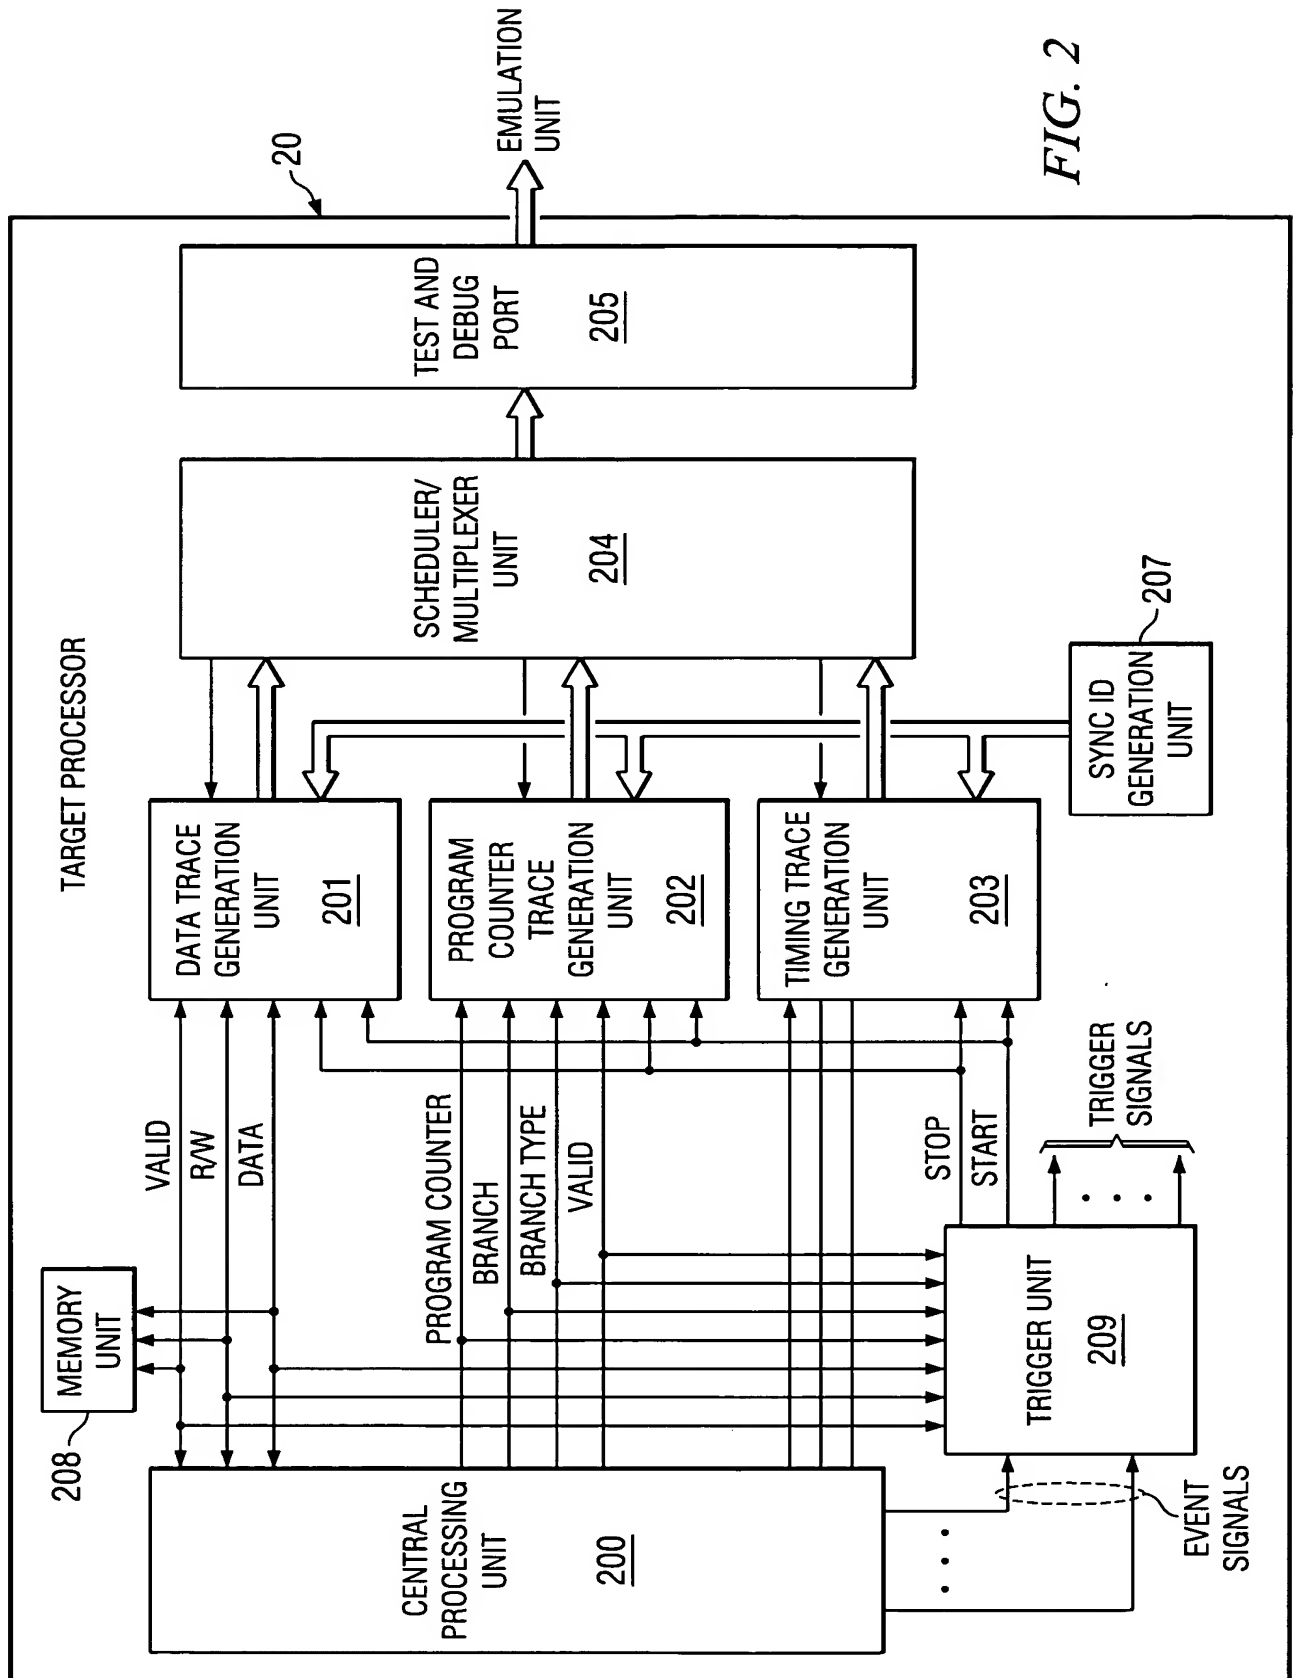 TARGET PROCESSOR
20
208
MEMORY
UNIT
CENTRAL
PROCESSING
UNIT
200
VALID
R/W
DATA
PROGRAM COUNTER
BRANCH
BRANCH TYPE
VALID
DATA TRACE
GENERATION
UNIT
201
PROGRAM
COUNTER
TRACE
GENERATION
UNIT
202
TIMING TRACE
GENERATION
UNIT
203
SCHEDULER/
MULTIPLEXER
UNIT
204
TEST AND
DEBUG
PORT
205
EMULATION
UNIT
STOP
START
TRIGGER UNIT
209
EVENT
SIGNALS
TRIGGER
SIGNALS
SYNC ID
GENERATION
UNIT
207
FIG. 2